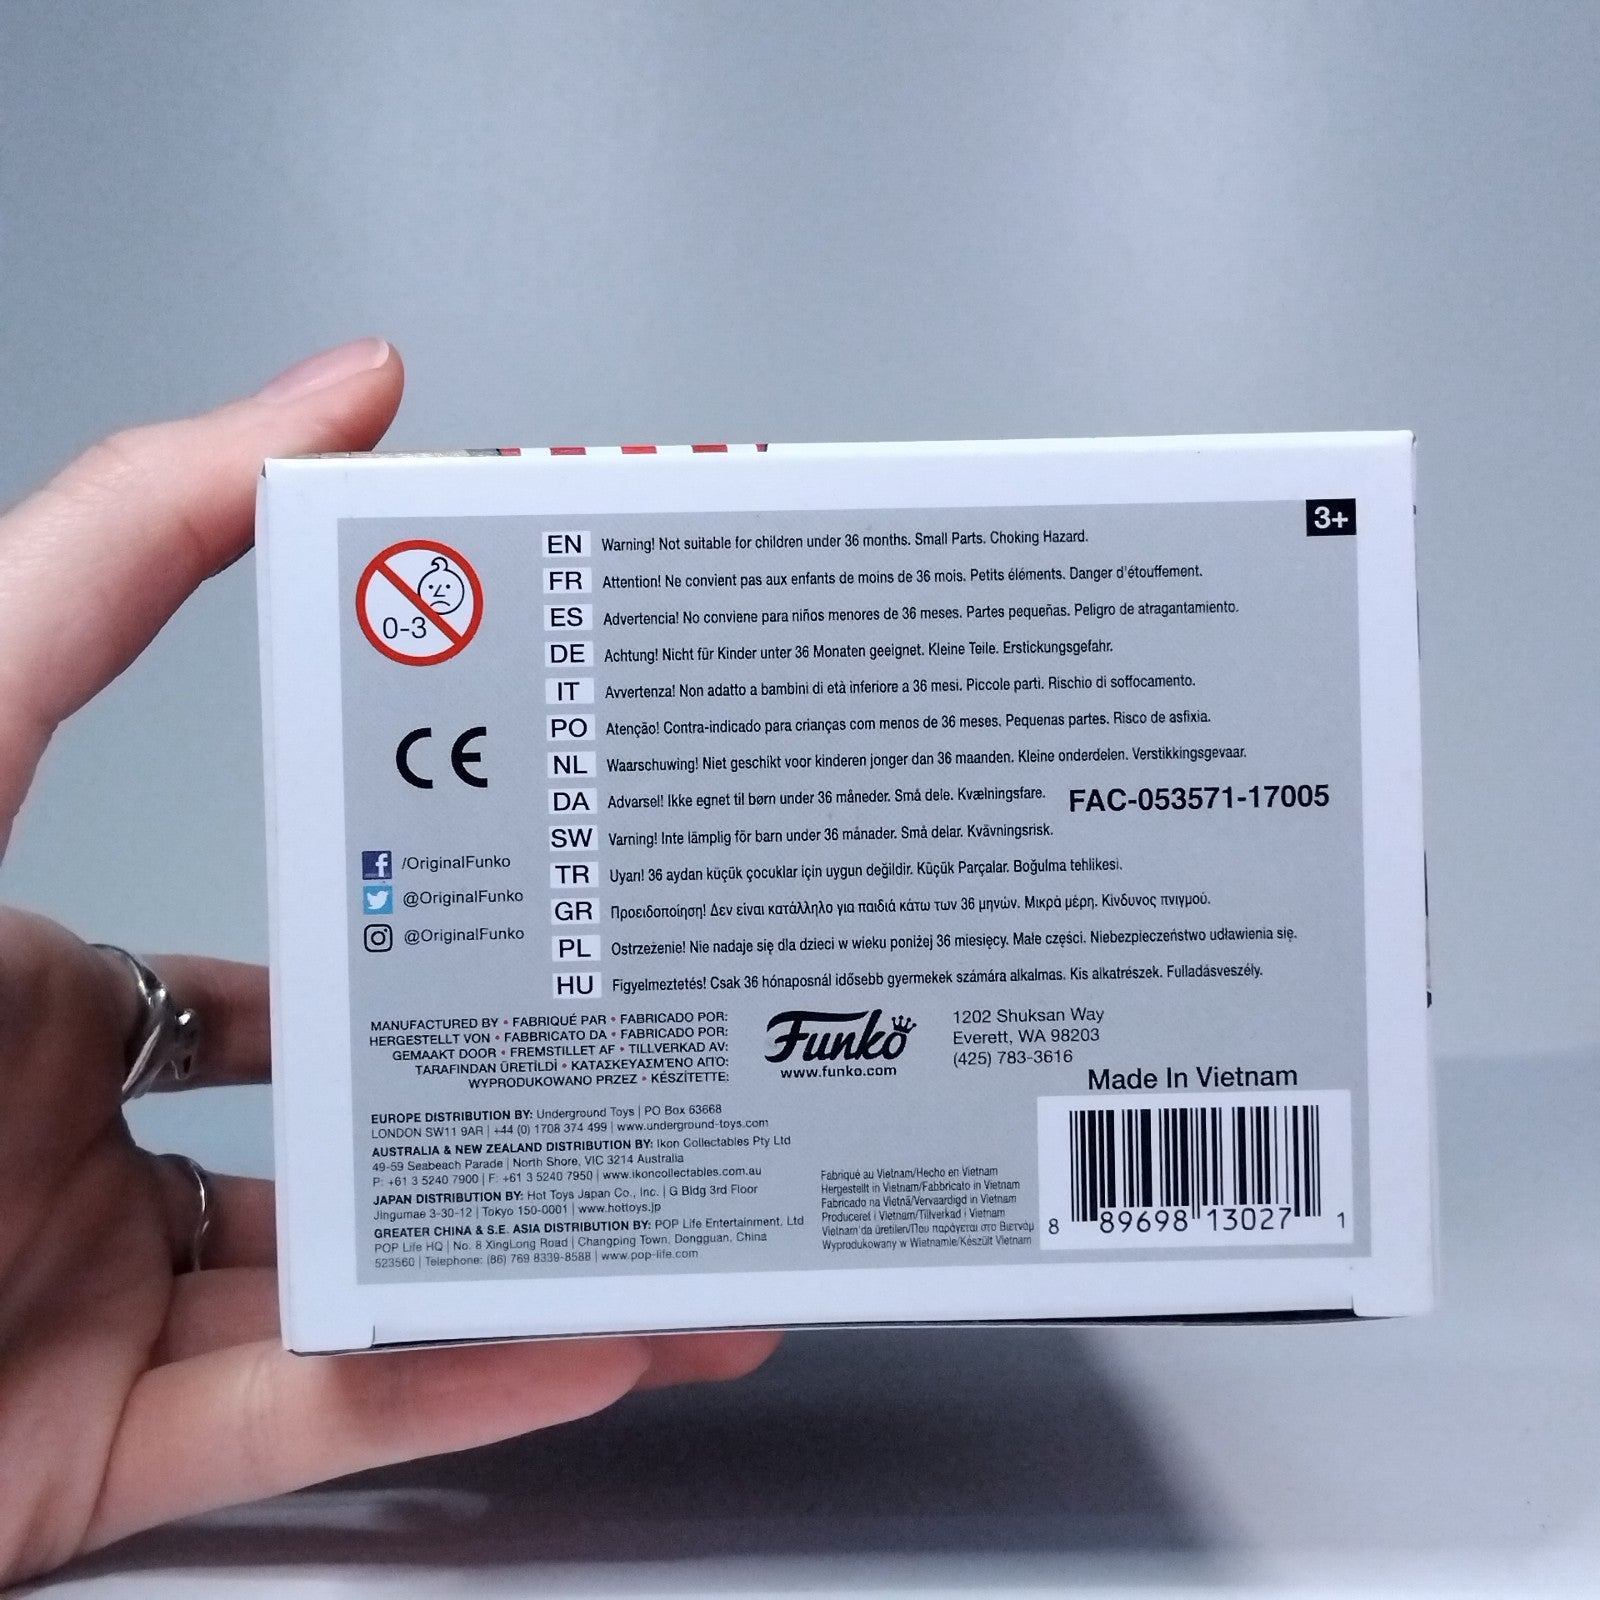 3+
0-3
EN Warning! Not suitable for children under 36 months. Small Parts. Choking Hazard.
FR Attention! Ne convient pas aux enfants de moins de 36 mois. Petits éléments. Danger d'étouffement.
ES Advertencia! No conviene para niños menores de 36 meses. Partes pequeñas. Peligro de atragantamiento.
DE Achtung! Nicht für Kinder unter 36 Monaten geeignet. Kleine Teile. Erstickungsgefahr.
IT Avvertenza! Non adatto a bambini di età inferiore a 36 mesi. Piccole parti. Rischio di soffocamento.
PO Atenção! Contra-indicado para crianças com menos de 36 meses. Pequenas partes. Risco de asfixia.
NL Waarschuwing! Niet geschikt voor kinderen jonger dan 36 maanden. Kleine onderdelen. Verstikkingsgevaar.
DA Advarsel! Ikke egnet til børn under 36 måneder. Små dele. Kvælningsfare.
FAC-053571-17005
SW Varning! Inte lämplig för barn under 36 månader. Små delar. Kvävningsrisk.
TR Uyarı! 36 aydan küçük çocuklar için uygun değildir. Küçük Parçalar. Boğulma tehlikesi.
GR Προειδοποίηση! Δεν είναι κατάλληλο για παιδιά κάτω των 36 μηνών. Μικρά μέρη. Κίνδυνος πνιγμού.
PL Ostrzeżenie! Nie nadaje się dla dzieci w wieku poniżej 36 miesięcy. Małe części. Niebezpieczeństwo udławienia się.
HU Figyelmeztetés! Csak 36 hónaposnál idősebb gyermekek számára alkalmas. Kis alkatrészek. Fulladásveszély.
CE
/OriginalFunko
@OriginalFunko
@OriginalFunko
MANUFACTURED BY • FABRIQUÉ PAR • FABRICADO POR:
HERGESTELLT VON • FABBRICATO DA • FABRICADO POR:
GEMAAKT DOOR • FREMSTILLET AF • TILLVERKAD AV:
TARAFINDAN ÜRETİLDİ • ΚΑΤΑΣΚΕΥΑΣΜΈΝΟ ΑΠΌ:
WYPRODUKOWANO PRZEZ • KÉSZÍTETTE:
Funko
www.funko.com
1202 Shuksan Way
Everett, WA 98203
(425) 783-3616
Made In Vietnam
EUROPE DISTRIBUTION BY: Underground Toys | PO Box 63668
LONDON SW11 9AR | +44 (0) 1708 374 499 | www.underground-toys.com
AUSTRALIA & NEW ZEALAND DISTRIBUTION BY: Ikon Collectables Pty Ltd
49-59 Seabeach Parade | North Shore, VIC 3214 Australia
P: +61 3 5240 7900 | F: +61 3 5240 7950 | www.ikoncollectables.com.au
JAPAN DISTRIBUTION BY: Hot Toys Japan Co., Inc. | G Bldg 3rd Floor
Jingumae 3-30-12 | Tokyo 150-0001 | www.hottoys.jp
GREATER CHINA & S.E. ASIA DISTRIBUTION BY: POP Life Entertainment, Ltd
POP Life HQ | No. 8 XingLong Road | Changping Town, Dongguan, China
523560 | Telephone: (86) 769 8339-8588 | www.pop-life.com
Fabriqué au Vietnam/Hecho en Vietnam
Hergestellt in Vietnam/Fabbricato in Vietnam
Fabricado na Vietnã/Vervaardigd in Vietnam
Produceret i Vietnam/Tillverkad i Vietnam
Vietnam'da üretilen/Που παράγεται στο Βιετνάμ
Wyprodukowany w Wietnamie/Készült Vietnam
8 89698 13027 1